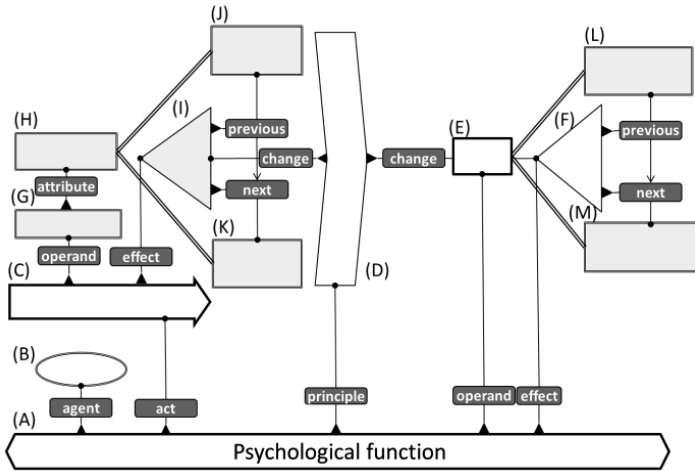 (J)
(L)
(I)
(E)
(F)
(H)
previous
previous
change
change
attribute
next
next
(G)
(M)
(K)
operand
effect
(C)
(D)
(B)
agent
act
principle
operand
effect
(A)
Psychological function